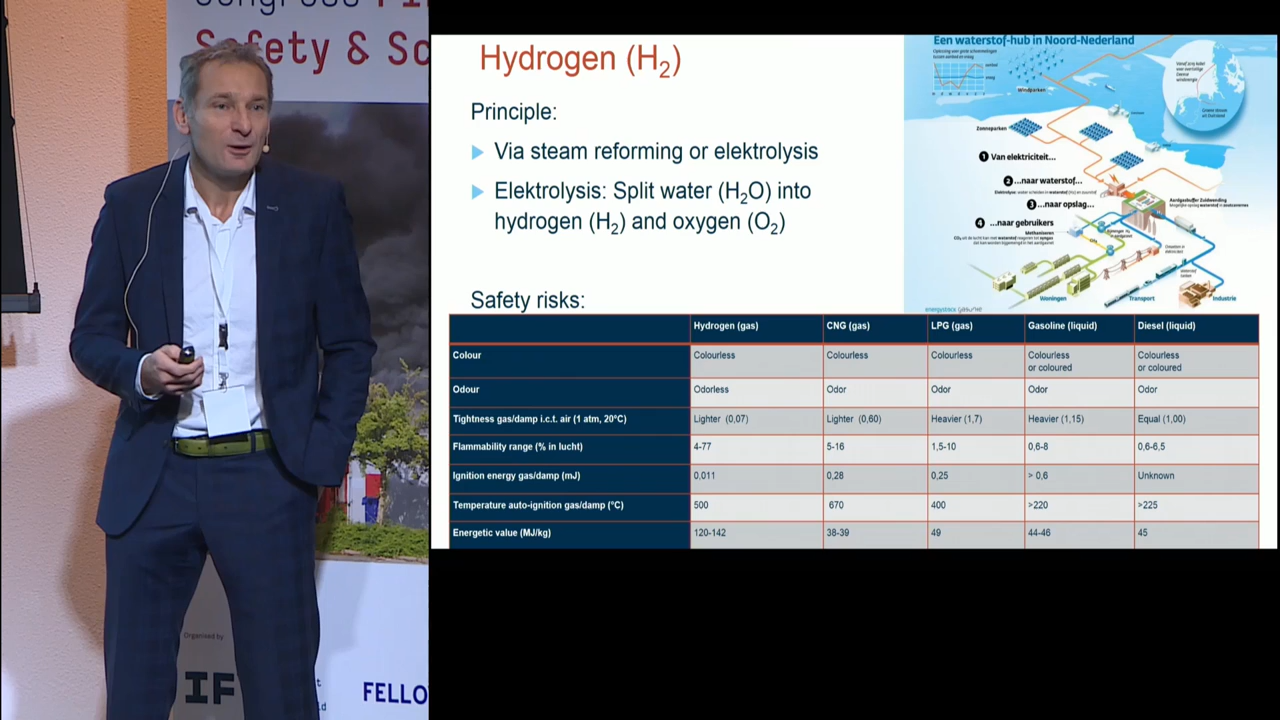 Congress Fi
Safety & Sc
Organised by
IF
FELLO
Hydrogen (H₂)
Principle:
Via steam reforming or elektrolysis
Elektrolysis: Split water (H₂O) into
hydrogen (H₂) and oxygen (O₂)
Safety risks:
Een waterstof-hub in Noord-Nederland
Windparken
Zonneparken
1 Van elektriciteit...
2 ...naar waterstof...
3 ...naar opslag...
Aardgasbuffer Zuidwending
4 ...naar gebruikers
Methaniseren
Woningen
Transport
Industrie
Hydrogen (gas) CNG (gas) LPG (gas) Gasoline (liquid) Diesel (liquid)
Colour Colourless Colourless Colourless Colourless or coloured Colourless or coloured
Odour Odorless Odor Odor Odor Odor
Tightness gas/damp i.c.t. air (1 atm, 20°C) Lighter (0,07) Lighter (0,60) Heavier (1,7) Heavier (1,15) Equal (1,00)
Flammability range (% in lucht) 4-77 5-16 1,5-10 0,6-8 0,6-6,5
Ignition energy gas/damp (mJ) 0,011 0,28 0,25 > 0,6 Unknown
Temperature auto-ignition gas/damp (°C) 500 670 400 >220 >225
Energetic value (MJ/kg) 120-142 38-39 49 44-46 45